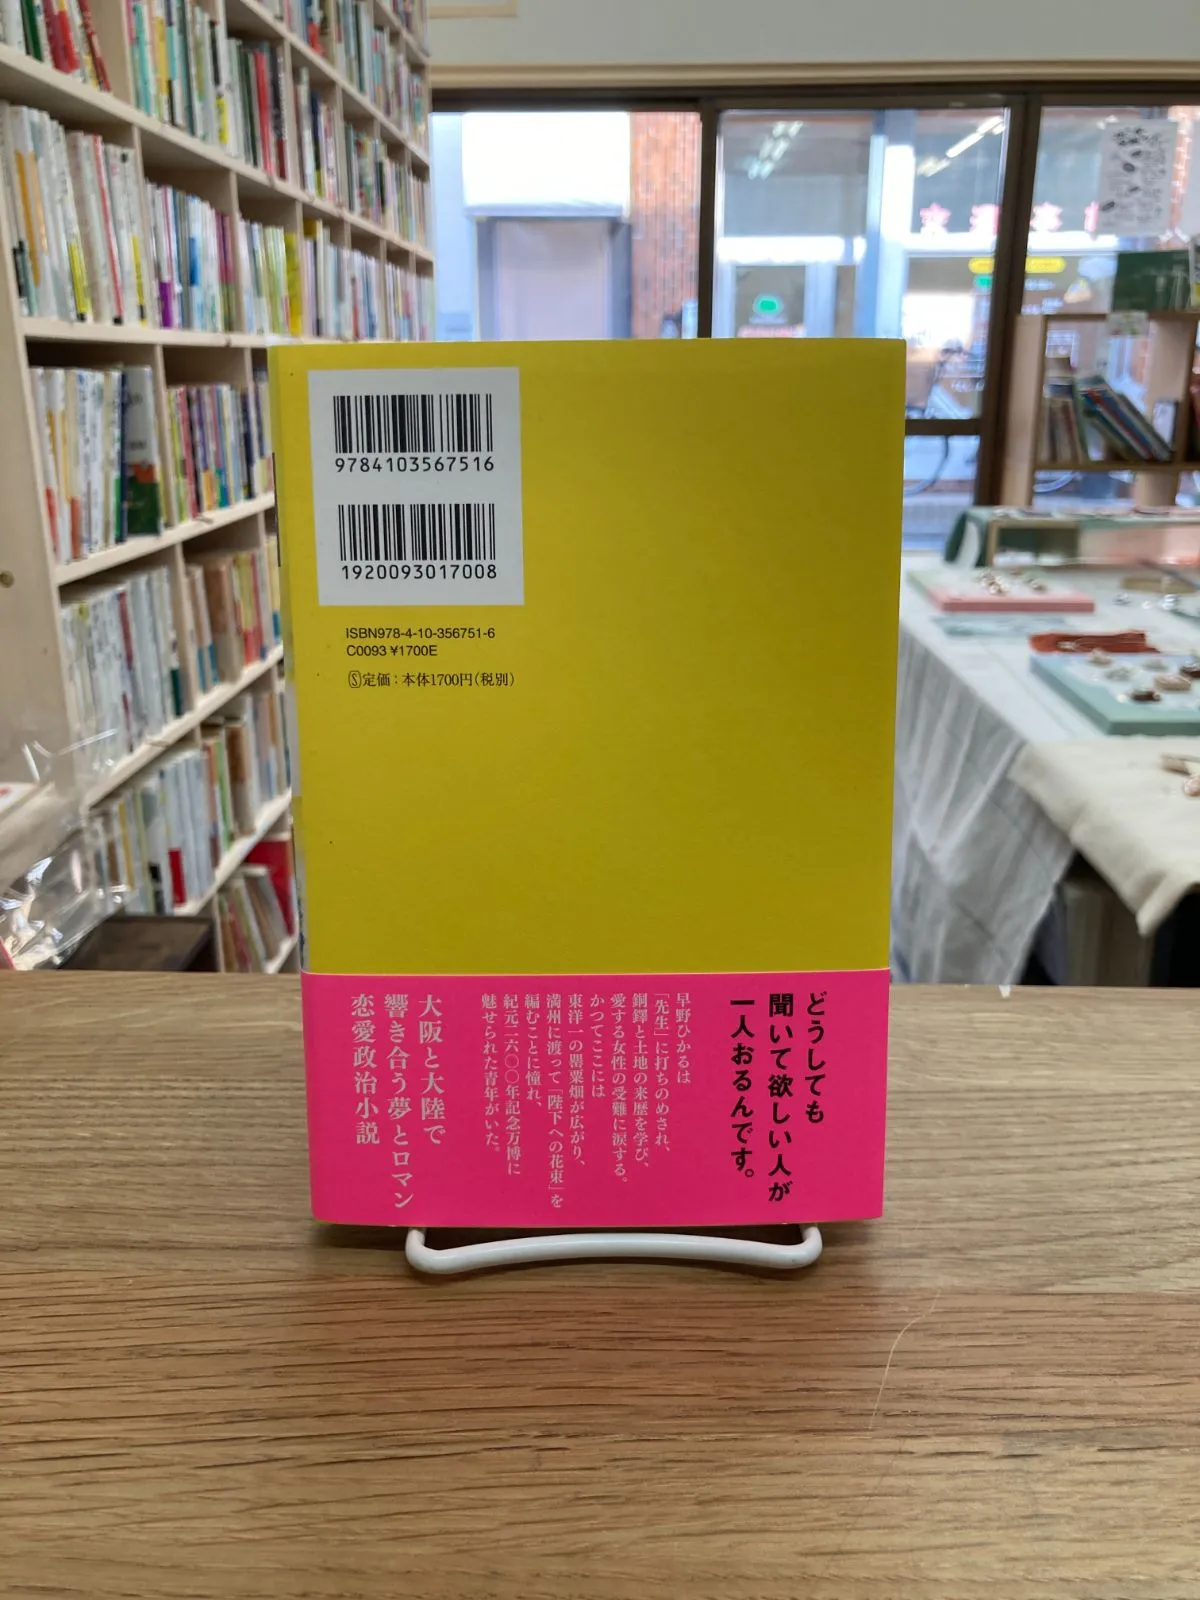 9784103567516
1920093017008
ISBN978-4-10-356751-6
C0093 ¥1700E
Ⓢ定価：本体1700円（税別）
どうしても
聞いて欲しい人が
一人おるんです。
早野ひかるは
「先生」に打ちのめされ、
銅鐸と土地の来歴を学び、
愛する女性の受難に涙する。
かつてここには
東洋一の罌粟畑が広がり、
満州に渡って「陛下への花束」を
編むことに憧れ、
紀元二六〇〇年記念万博に
魅せられた青年がいた。
大阪と大陸で
響き合う夢とロマン
恋愛政治小説